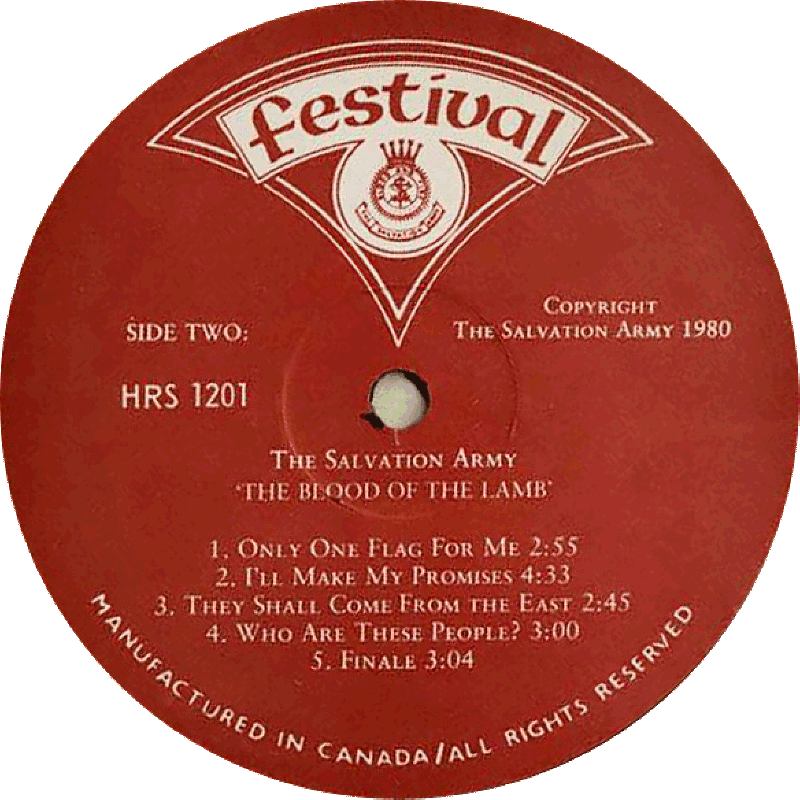 festival
THE SALVATION ARMY
SIDE TWO:
COPYRIGHT
THE SALVATION ARMY 1980
HRS 1201
THE SALVATION ARMY
'THE BLOOD OF THE LAMB'
1. ONLY ONE FLAG FOR ME 2:55
2. I'LL MAKE MY PROMISES 4:33
3. THEY SHALL COME FROM THE EAST 2:45
4. WHO ARE THESE PEOPLE? 3:00
5. FINALE 3:04
MANUFACTURED IN CANADA/ALL RIGHTS RESERVED